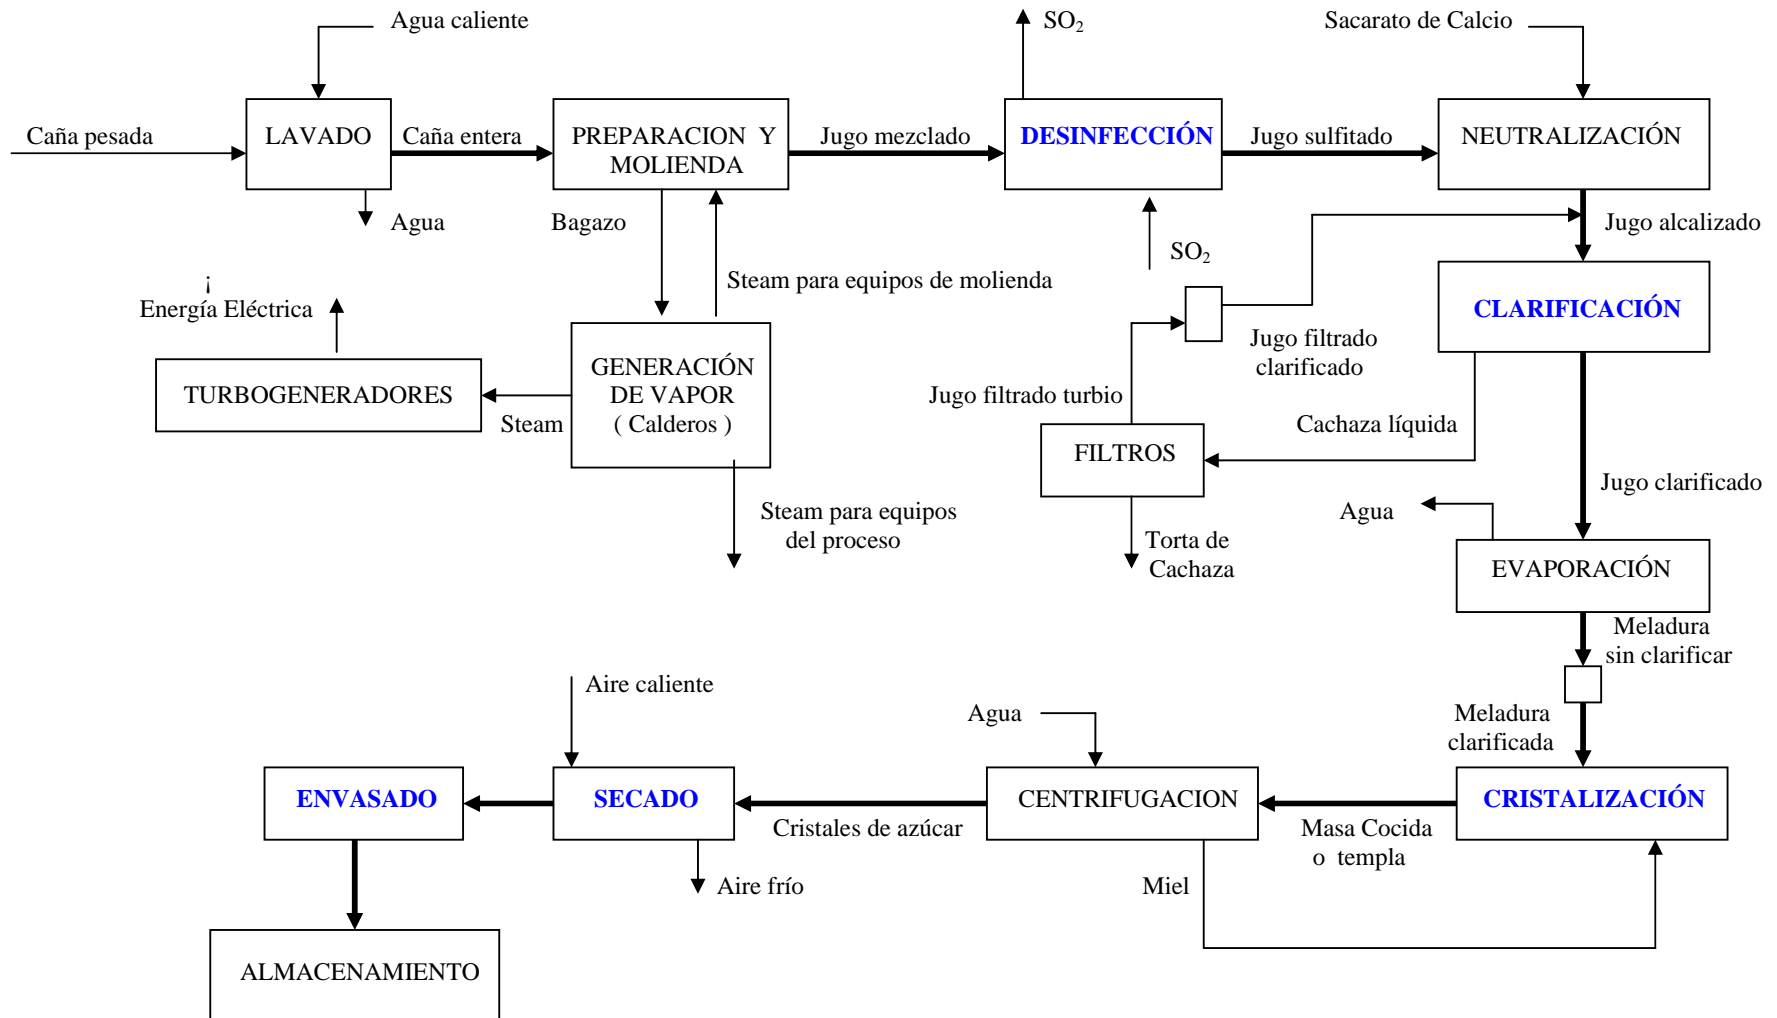 Agua caliente
SO₂
Sacarato de Calcio
Caña pesada
LAVADO
Caña entera
PREPARACION Y
MOLIENDA
Jugo mezclado
DESINFECCIÓN
Jugo sulfitado
NEUTRALIZACIÓN
Agua
Bagazo
SO₂
Jugo alcalizado
¡
Energía Eléctrica
Steam para equipos de molienda
CLARIFICACIÓN
Jugo filtrado
clarificado
TURBOGENERADORES
Steam
GENERACIÓN
DE VAPOR
( Calderos )
Jugo filtrado turbio
Cachaza líquida
FILTROS
Jugo clarificado
Agua
Steam para equipos
del proceso
Torta de
Cachaza
EVAPORACIÓN
Meladura
sin clarificar
Aire caliente
Agua
Meladura
clarificada
ENVASADO
SECADO
Cristales de azúcar
CENTRIFUGACION
Masa Cocida
o templa
CRISTALIZACIÓN
Aire frío
Miel
ALMACENAMIENTO